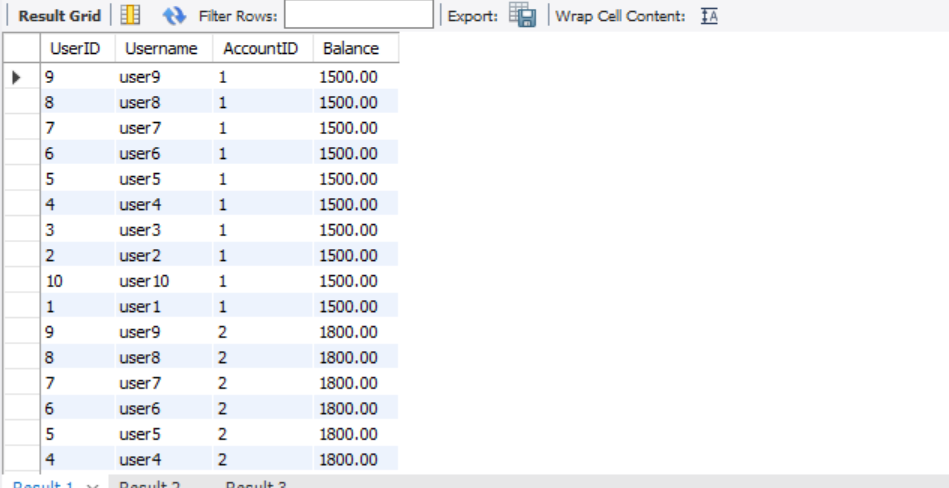 Result Grid Filter Rows: Export: Wrap Cell Content: IA
UserID Username AccountID Balance
9 user9 1 1500.00
8 user8 1 1500.00
7 user7 1 1500.00
6 user6 1 1500.00
5 user5 1 1500.00
4 user4 1 1500.00
3 user3 1 1500.00
2 user2 1 1500.00
10 user10 1 1500.00
1 user1 1 1500.00
9 user9 2 1800.00
8 user8 2 1800.00
7 user7 2 1800.00
6 user6 2 1800.00
5 user5 2 1800.00
4 user4 2 1800.00
Result 1 Result 2 Result 3